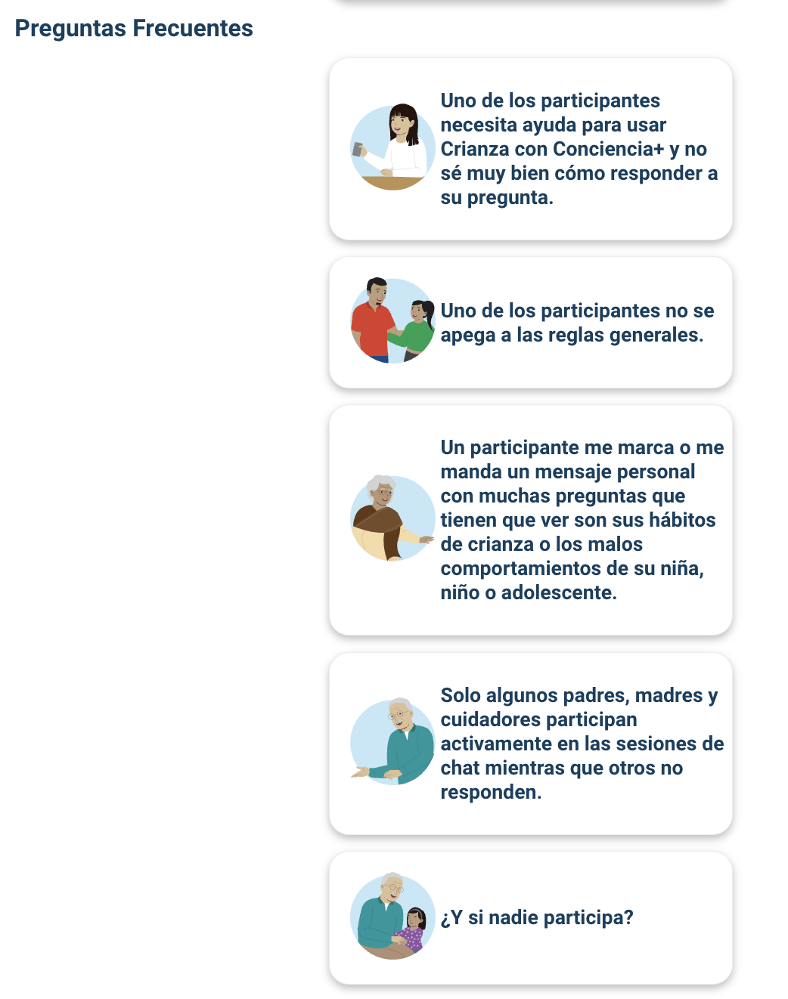 Preguntas Frecuentes
Uno de los participantes
necesita ayuda para usar
Crianza con Conciencia+ y no
sé muy bien cómo responder a
su pregunta.
Uno de los participantes no se
apega a las reglas generales.
Un participante me marca o me
manda un mensaje personal
con muchas preguntas que
tienen que ver son sus hábitos
de crianza o los malos
comportamientos de su niña,
niño o adolescente.
Solo algunos padres, madres y
cuidadores participan
activamente en las sesiones de
chat mientras que otros no
responden.
¿Y si nadie participa?